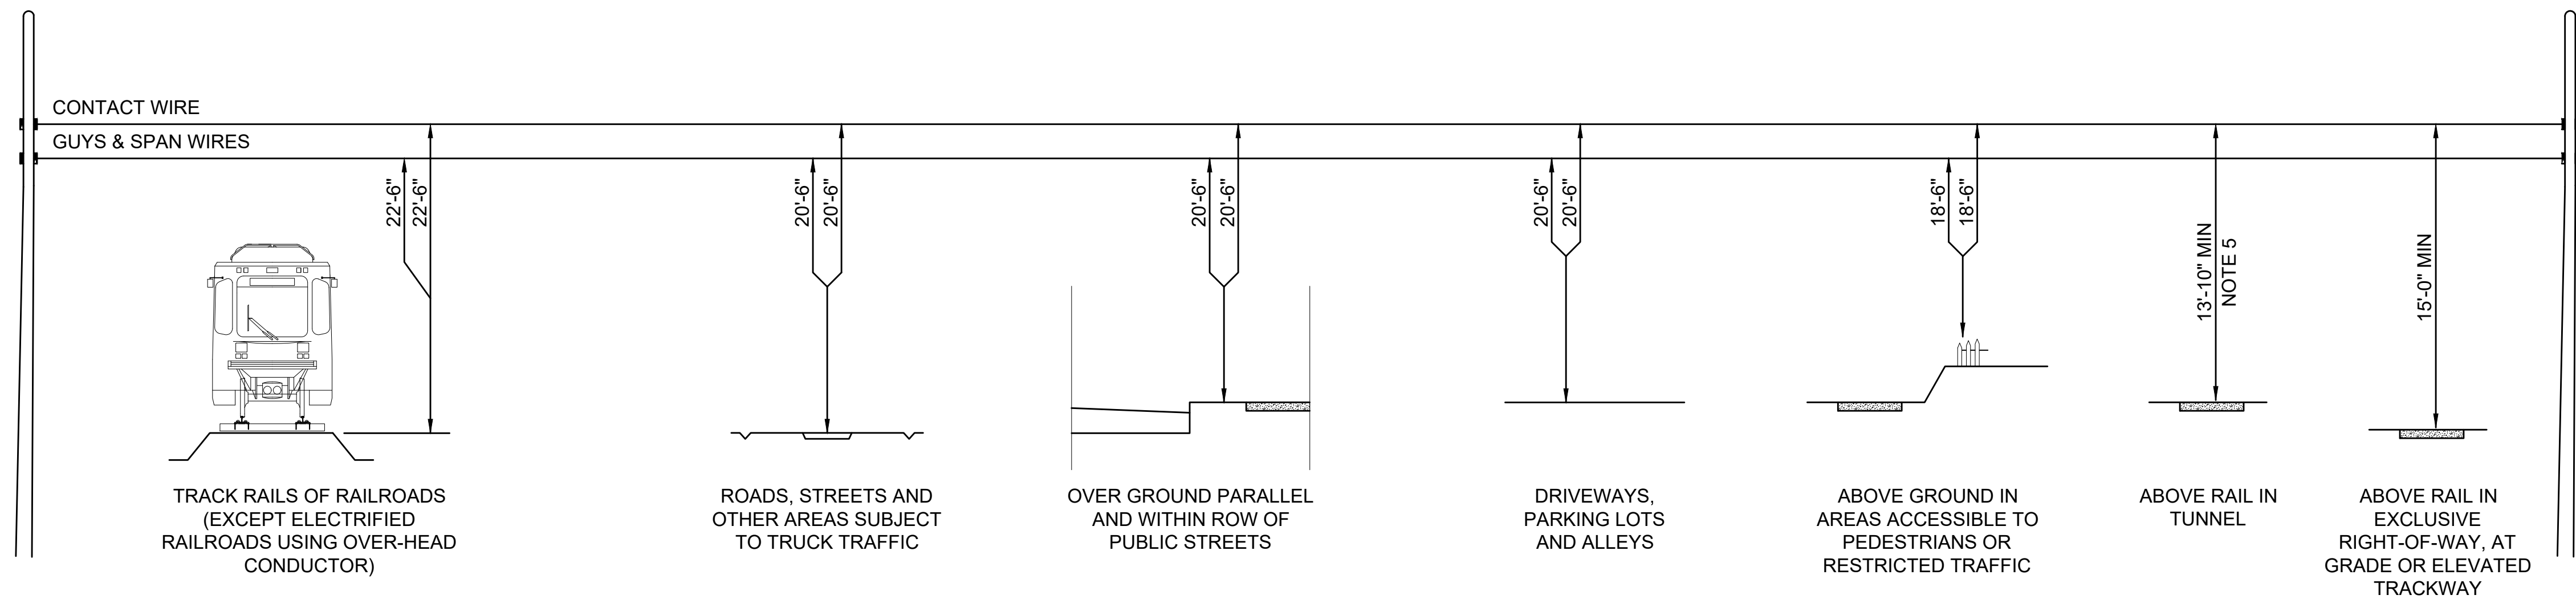 CONTACT WIRE
GUYS & SPAN WIRES
22'-6"
22'-6"
20'-6"
20'-6"
20'-6"
20'-6"
20'-6"
20'-6"
18'-6"
18'-6"
13'-10" MIN
NOTE 5
15'-0" MIN
TRACK RAILS OF RAILROADS
(EXCEPT ELECTRIFIED
RAILROADS USING OVER-HEAD
CONDUCTOR)
ROADS, STREETS AND
OTHER AREAS SUBJECT
TO TRUCK TRAFFIC
OVER GROUND PARALLEL
AND WITHIN ROW OF
PUBLIC STREETS
DRIVEWAYS,
PARKING LOTS
AND ALLEYS
ABOVE GROUND IN
AREAS ACCESSIBLE TO
PEDESTRIANS OR
RESTRICTED TRAFFIC
ABOVE RAIL IN
TUNNEL
ABOVE RAIL IN
EXCLUSIVE
RIGHT-OF-WAY, AT
GRADE OR ELEVATED
TRACKWAY